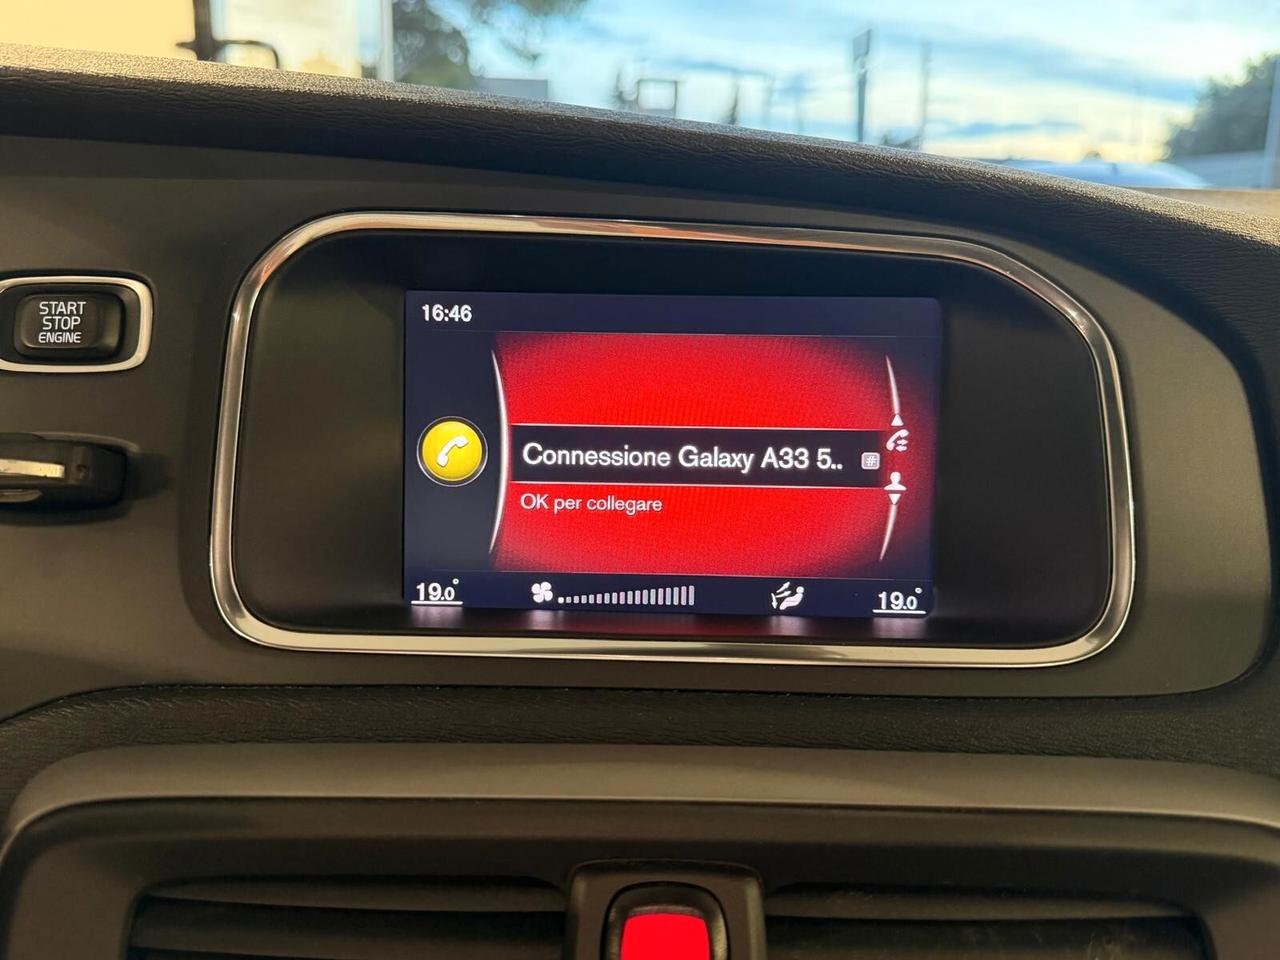 START
STOP
ENGINE
16:46
Connessione Galaxy A33 5..
#
OK per collegare
19.0°
19.0°